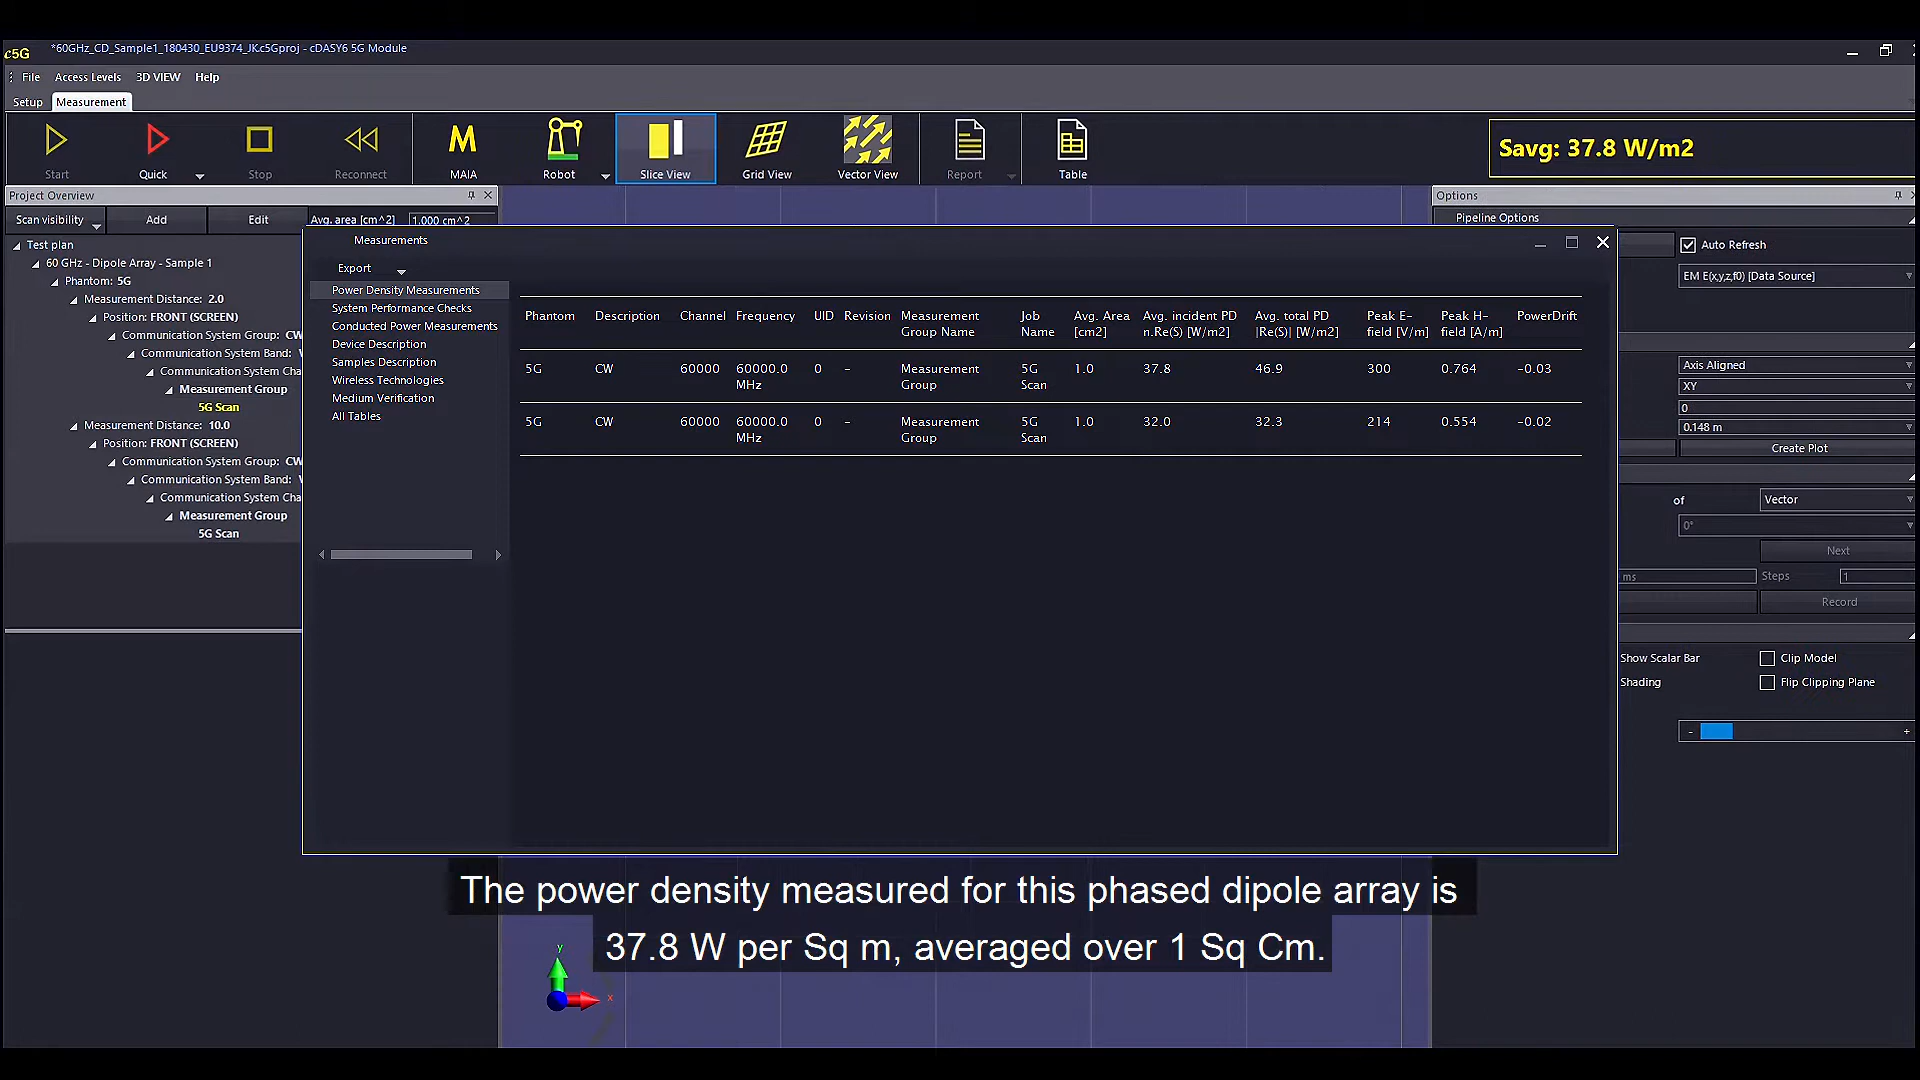 c5G
*60GHz_CD_Sample1_180430_EU9374_JK.c5Gproj - cDASY6 5G Module
File Access Levels 3D VIEW Help
Setup Measurement
Start Quick Stop Reconnect MAIA Robot Slice View Grid View Vector View Report Table
Savg: 37.8 W/m2
Project Overview
Scan visibility Add Edit Avg. area [cm^2] 1.000 cm^2
Test plan
60 GHz - Dipole Array - Sample 1
Phantom: 5G
Measurement Distance: 2.0
Position: FRONT (SCREEN)
Communication System Group: CW
Communication System Band:
Communication System Cha
Measurement Group
5G Scan
Measurement Distance: 10.0
Position: FRONT (SCREEN)
Communication System Group: CW
Communication System Band:
Communication System Cha
Measurement Group
5G Scan
Measurements
Export
Power Density Measurements
System Performance Checks
Conducted Power Measurements
Device Description
Samples Description
Wireless Technologies
Medium Verification
All Tables
Phantom Description Channel Frequency UID Revision Measurement Group Name Job Name Avg. Area [cm2] Avg. incident PD n.Re(S) [W/m2] Avg. total PD |Re(S)| [W/m2] Peak E-field [V/m] Peak H-field [A/m] PowerDrift
5G CW 60000 60000.0 MHz 0 - Measurement Group 5G Scan 1.0 37.8 46.9 300 0.764 -0.03
5G CW 60000 60000.0 MHz 0 - Measurement Group 5G Scan 1.0 32.0 32.3 214 0.554 -0.02
Options
Pipeline Options
Auto Refresh
EM E(x,y,z,f0) [Data Source]
Axis Aligned
XY
0
0.148 m
Create Plot
of Vector
0°
Next
ms Steps 1
Record
Show Scalar Bar Clip Model
Shading Flip Clipping Plane
- +
The power density measured for this phased dipole array is
37.8 W per Sq m, averaged over 1 Sq Cm.
y
x